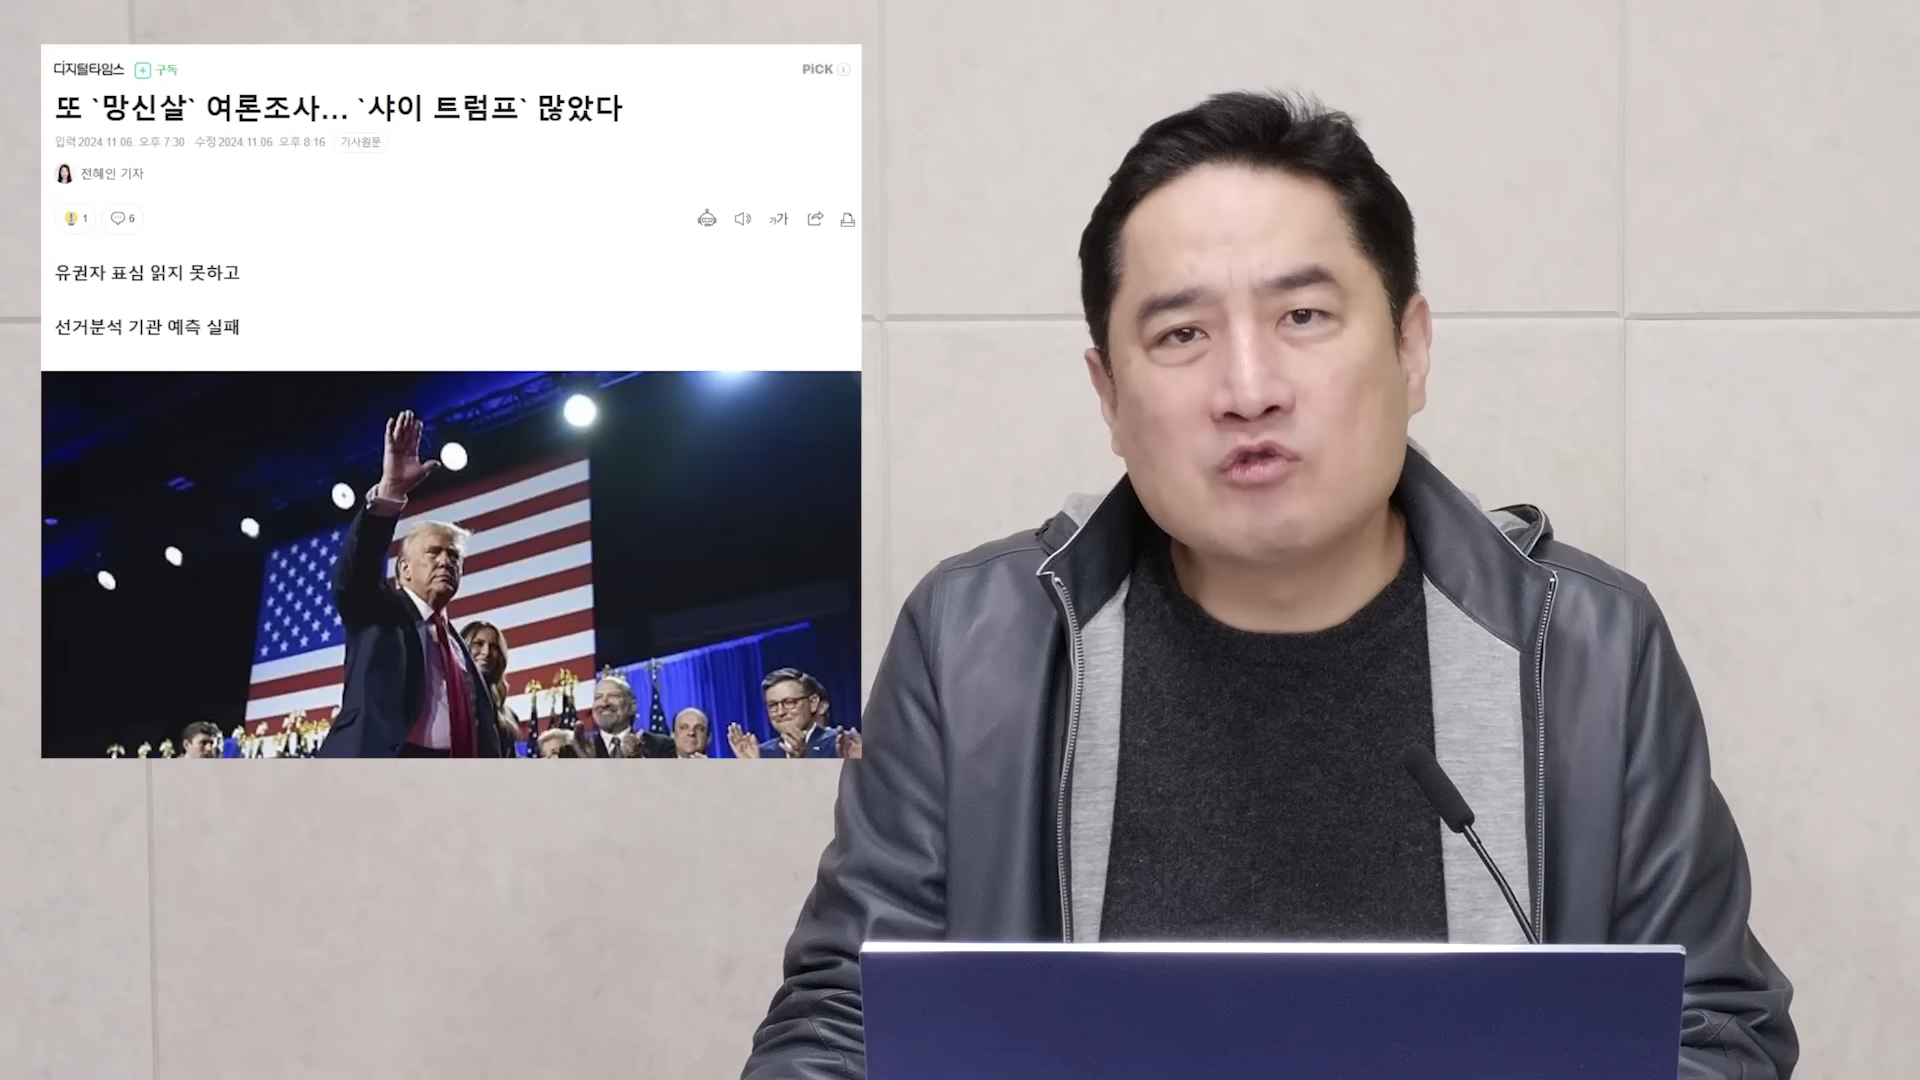 디지털타임스 구독
PiCK
또 `망신살` 여론조사… `샤이 트럼프` 많았다
입력 2024.11.06. 오후 7:30 수정 2024.11.06. 오후 8:16 기사원문
전혜인 기자
1 6
가가
유권자 표심 읽지 못하고
선거분석 기관 예측 실패